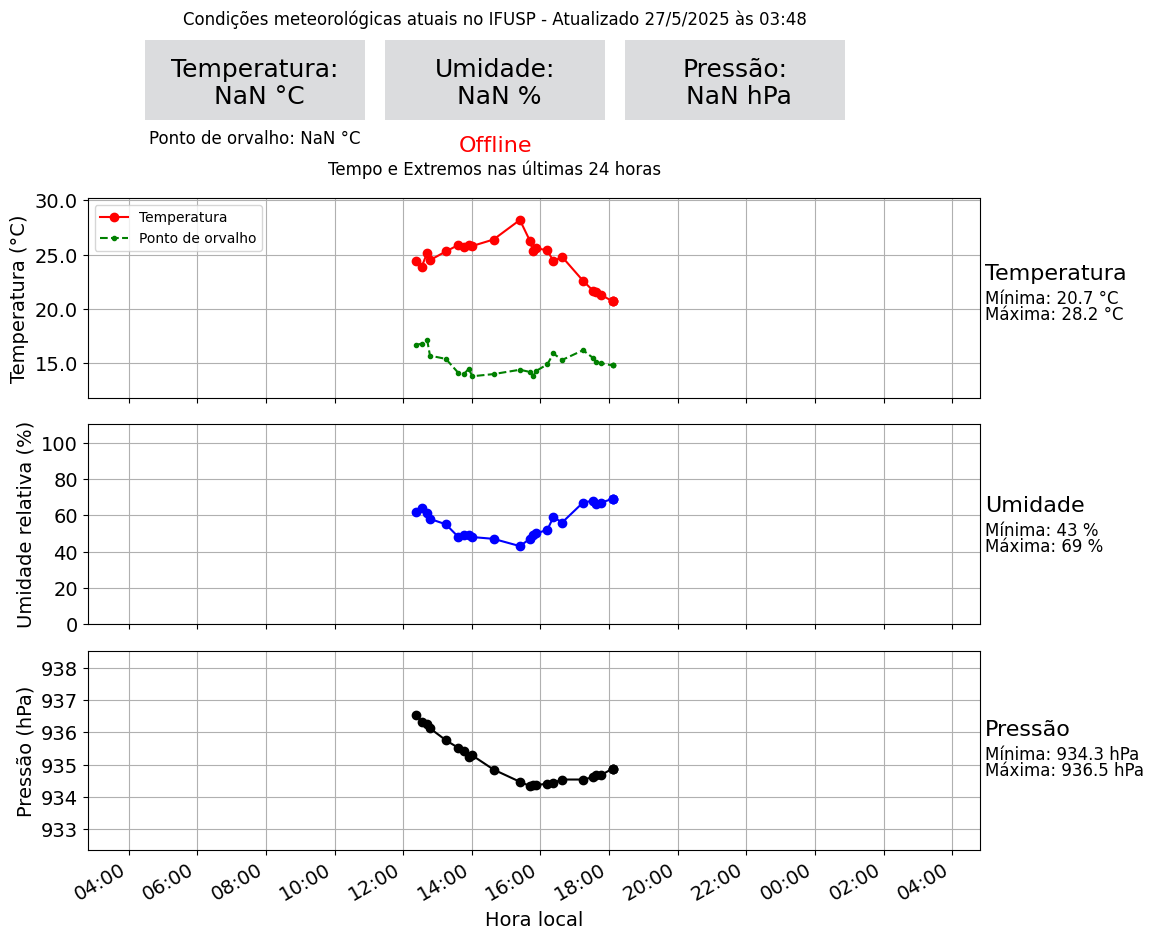 Condições meteorológicas atuais no IFUSP - Atualizado 27/5/2025 às 03:48
Temperatura:
NaN °C
Umidade:
NaN %
Pressão:
NaN hPa
Ponto de orvalho: NaN °C
Offline
Tempo e Extremos nas últimas 24 horas
Temperatura (°C)
30.0
25.0
20.0
15.0
Temperatura
Ponto de orvalho
Temperatura
Mínima: 20.7 °C
Máxima: 28.2 °C
Umidade relativa (%)
100
80
60
40
20
0
Umidade
Mínima: 43 %
Máxima: 69 %
Pressão (hPa)
938
937
936
935
934
933
Pressão
Mínima: 934.3 hPa
Máxima: 936.5 hPa
04:00
06:00
08:00
10:00
12:00
14:00
16:00
18:00
20:00
22:00
00:00
02:00
04:00
Hora local